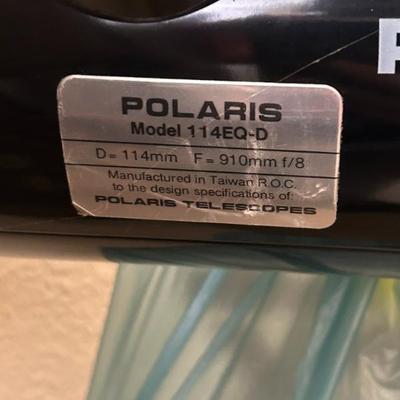 POLARIS
Model 114EQ-D
D= 114mm F= 910mm f/8
Manufactured in Taiwan R.O.C.
to the design specifications of:
POLARIS TELESCOPES